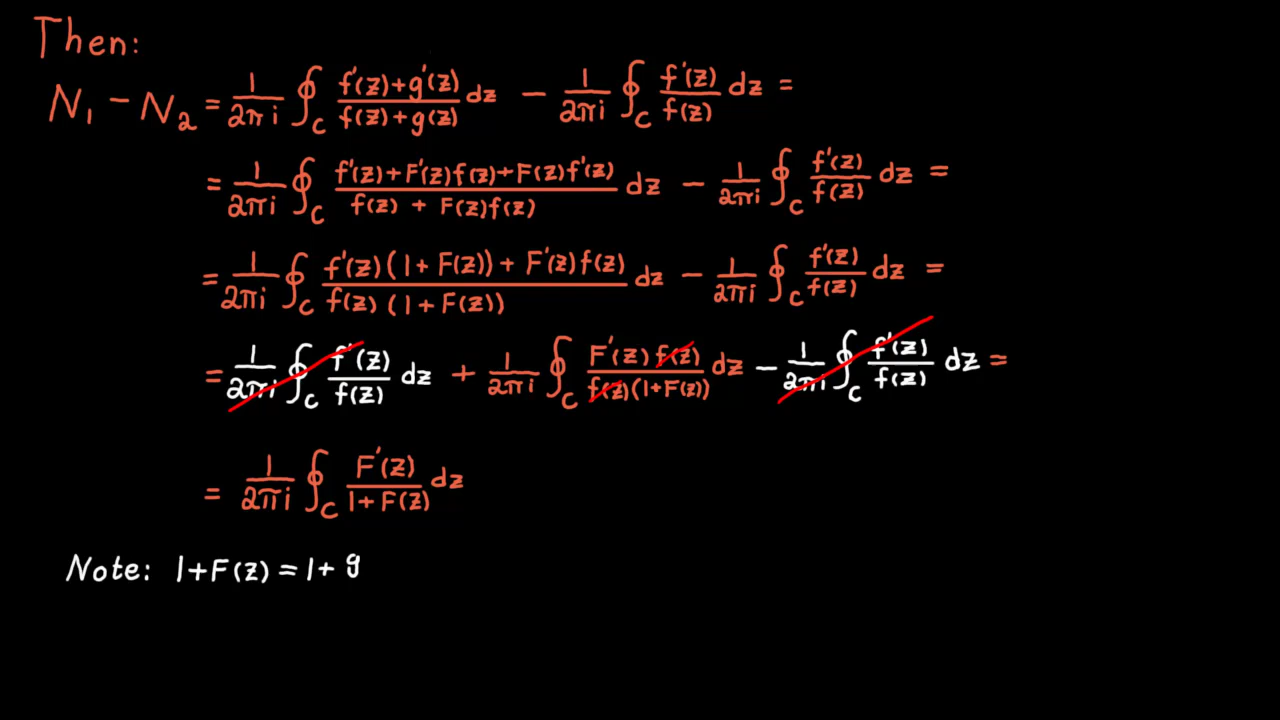 Then:
N₁ - N₂ = 1/(2πi) ∮_C (f'(z)+g'(z))/(f(z)+g(z)) dz - 1/(2πi) ∮_C f'(z)/f(z) dz =
= 1/(2πi) ∮_C (f'(z)+F'(z)f(z)+F(z)f'(z))/(f(z) + F(z)f(z)) dz - 1/(2πi) ∮_C f'(z)/f(z) dz =
= 1/(2πi) ∮_C (f'(z)(1+F(z)) + F'(z)f(z))/(f(z)(1+F(z))) dz - 1/(2πi) ∮_C f'(z)/f(z) dz =
= 1/(2πi) ∮_C f'(z)/f(z) dz + 1/(2πi) ∮_C (F'(z)f(z))/(f(z)(1+F(z))) dz - 1/(2πi) ∮_C f'(z)/f(z) dz =
= 1/(2πi) ∮_C F'(z)/(1+F(z)) dz
Note: 1+F(z) = 1+ g